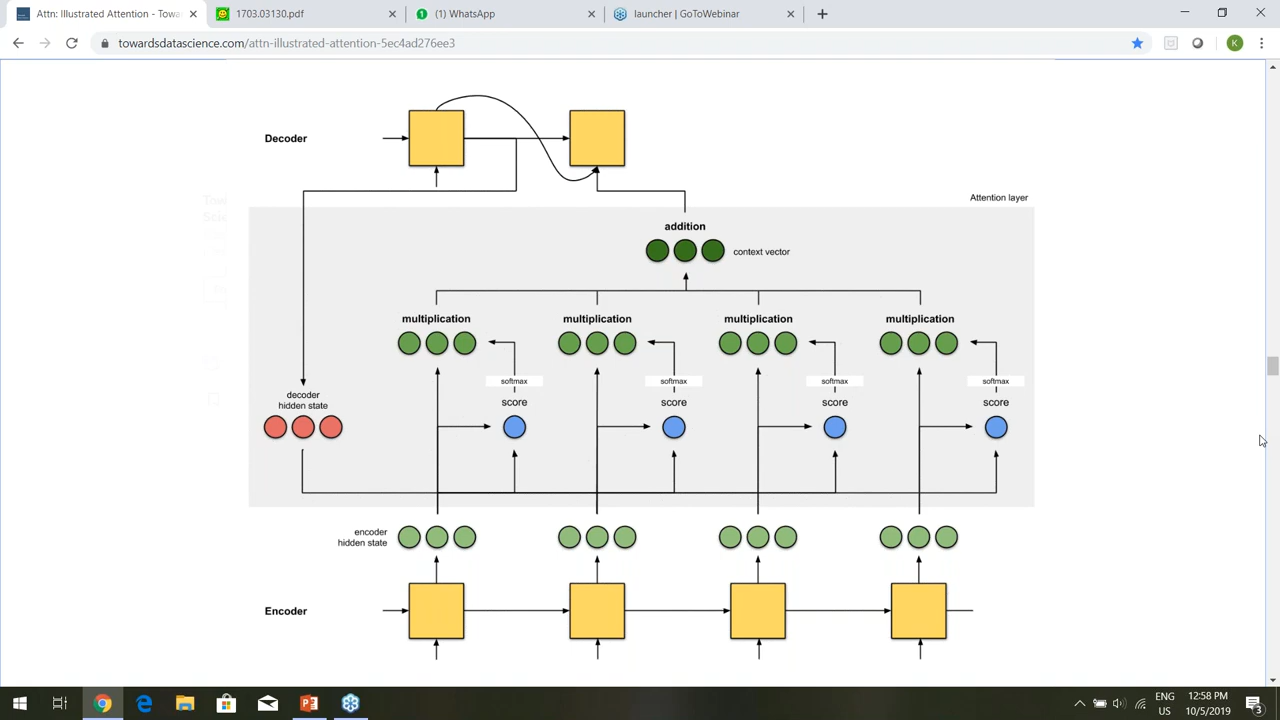 Attn: Illustrated Attention - Towa
1703.03130.pdf
(1) WhatsApp
launcher | GoToWebinar
towardsdatascience.com/attn-illustrated-attention-5ec4ad276ee3
K
Decoder
Attention layer
addition
context vector
multiplication multiplication multiplication multiplication
softmax softmax softmax softmax
decoder
hidden state
score score score score
encoder
hidden state
Encoder
ENG
US
12:58 PM
10/5/2019
3